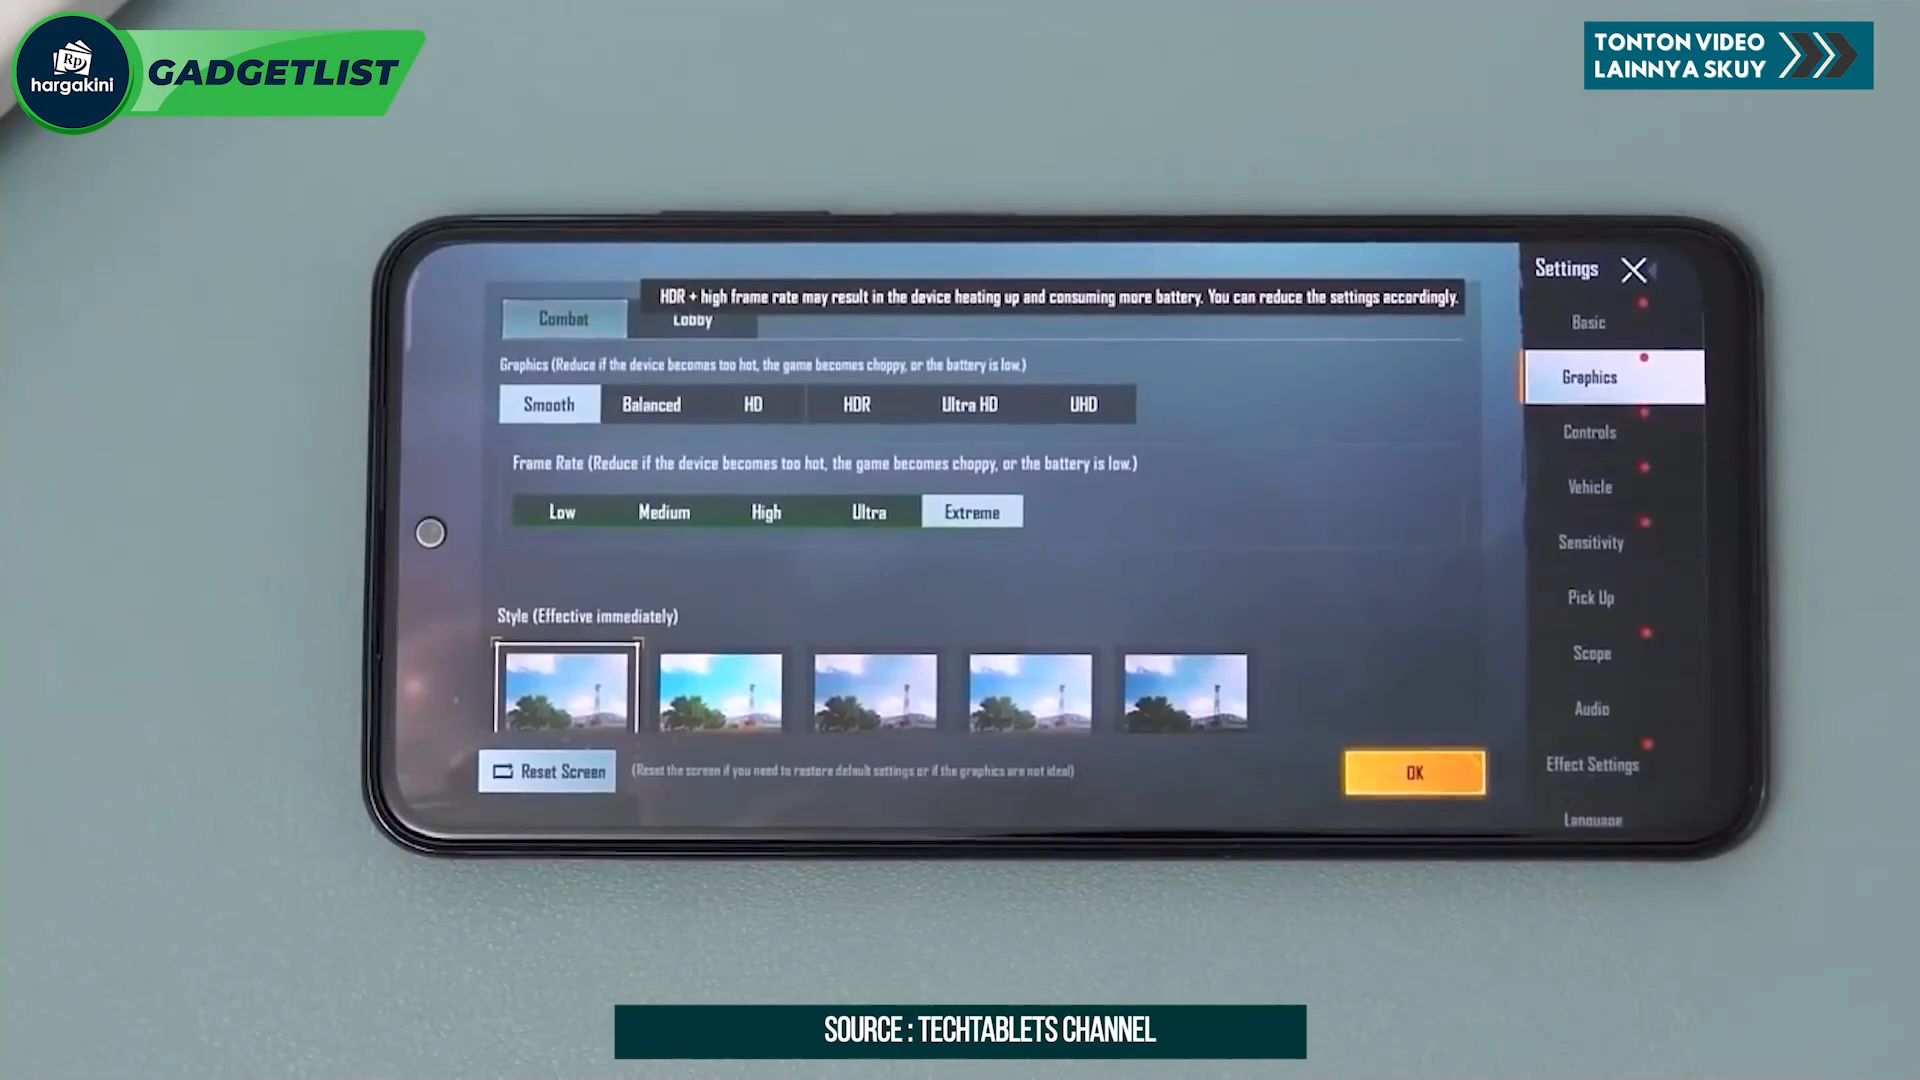 Rp
hargakini
GADGETLIST
TONTON VIDEO
LAINNYA SKUY
Settings
HDR + high frame rate may result in the device heating up and consuming more battery. You can reduce the settings accordingly.
Combat
Lobby
Graphics (Reduce if the device becomes too hot, the game becomes choppy, or the battery is low.)
Smooth
Balanced
HD
HDR
Ultra HD
UHD
Frame Rate (Reduce if the device becomes too hot, the game becomes choppy, or the battery is low.)
Low
Medium
High
Ultra
Extreme
Style (Effective immediately)
Reset Screen
(Reset the screen if you need to restore default settings or if the graphics are not ideal)
OK
Basic
Graphics
Controls
Vehicle
Sensitivity
Pick Up
Scope
Audio
Effect Settings
Language
SOURCE : TECHTABLETS CHANNEL